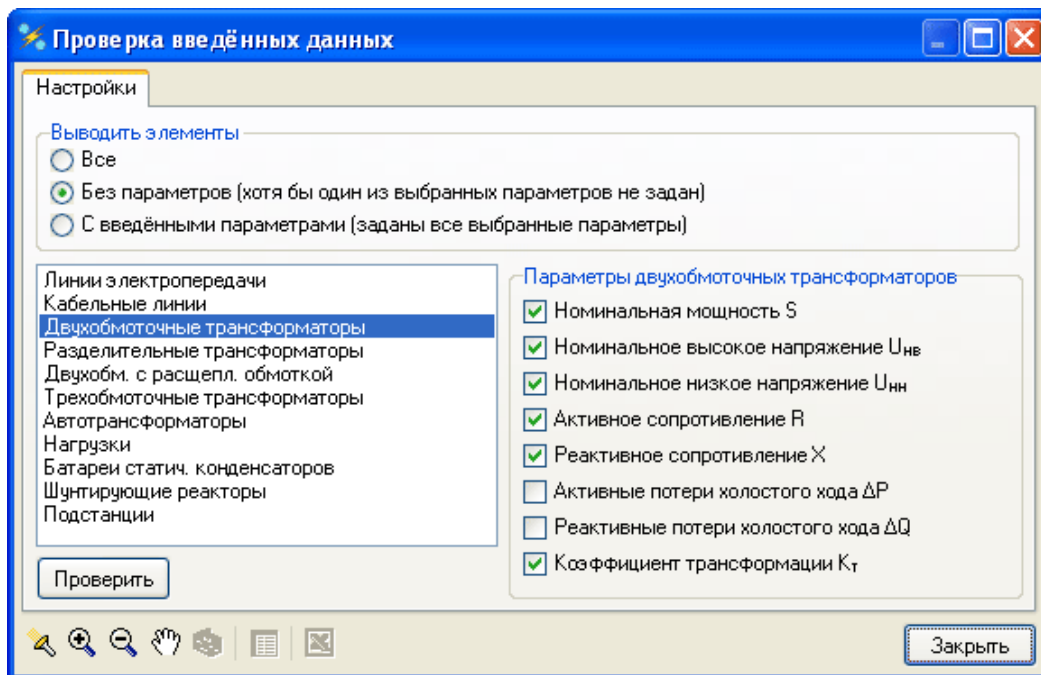 Проверка введённых данных
Настройки
Выводить элементы
Все
Без параметров (хотя бы один из выбранных параметров не задан)
С введёнными параметрами (заданы все выбранные параметры)
Линии электропередачи
Кабельные линии
Двухобмоточные трансформаторы
Разделительные трансформаторы
Двухобм. с расщепл. обмоткой
Трехобмоточные трансформаторы
Автотрансформаторы
Нагрузки
Батареи статич. конденсаторов
Шунтирующие реакторы
Подстанции
Проверить
Параметры двухобмоточных трансформаторов
Номинальная мощность S
Номинальное высокое напряжение Uнв
Номинальное низкое напряжение Uнн
Активное сопротивление R
Реактивное сопротивление X
Активные потери холостого хода ΔP
Реактивные потери холостого хода ΔQ
Коэффициент трансформации Kт
Закрыть